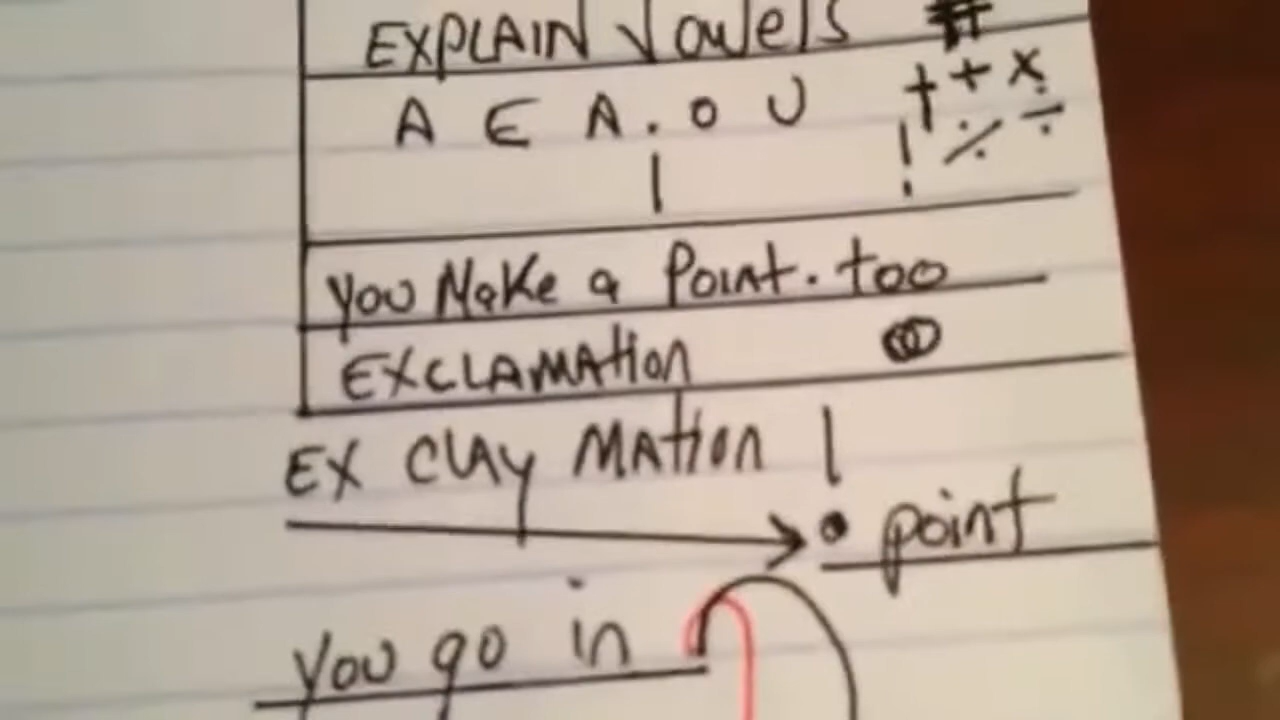 EXPLAIN Vowels #
A E A . O U + + x
| ! ÷ ÷
You Make a Point. too
EXCLAMAtion
EX Clay MAtion !
point
You go in